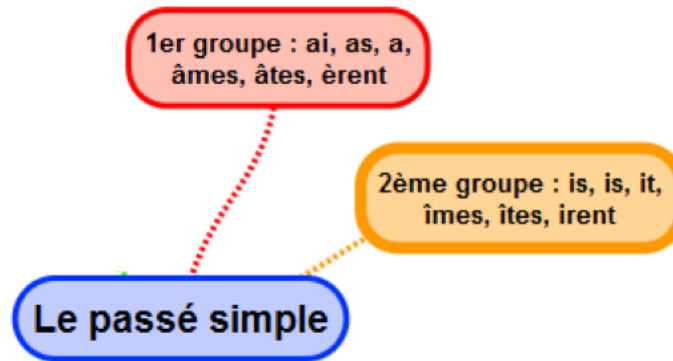 1er groupe : ai, as, a,
âmes, âtes, èrent
2ème groupe : is, is, it,
îmes, îtes, irent
Le passé simple